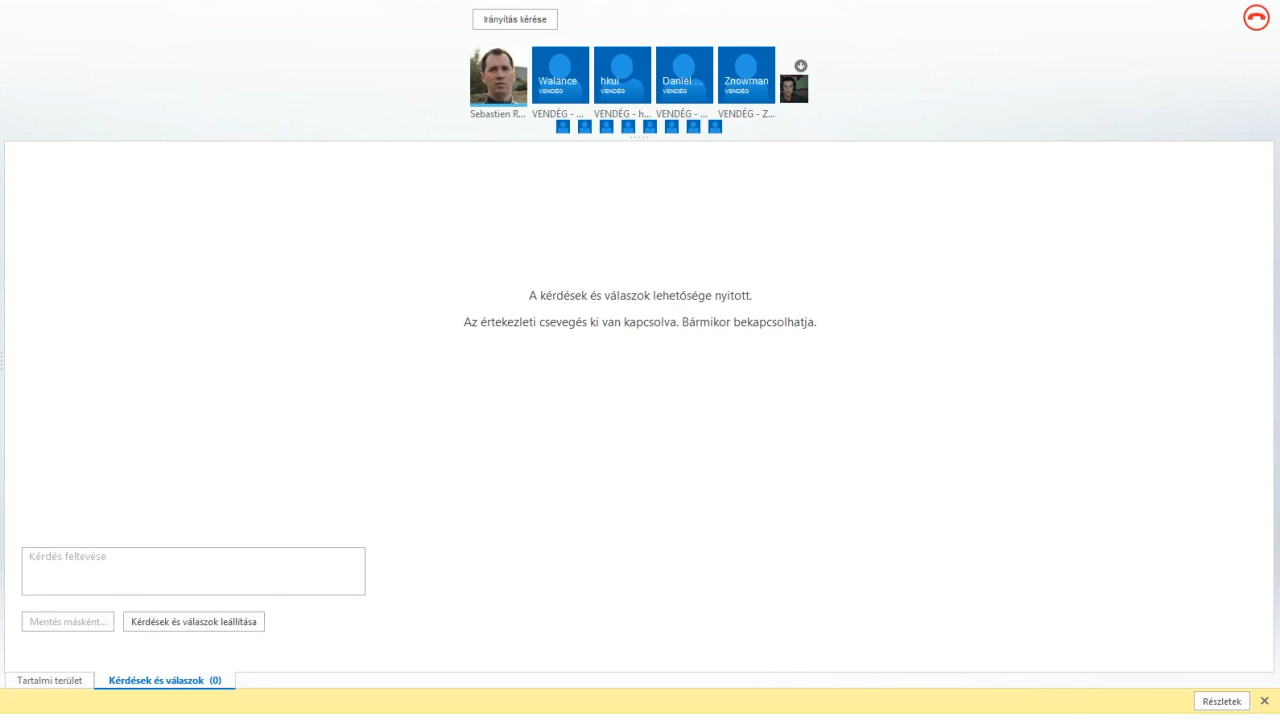 Irányítás kérése
Walance
VENDÉG
hkui
VENDÉG
Daniel ...
VENDÉG
Znowman
VENDÉG
Sebastien R... VENDÉG - ... VENDÉG - h... VENDÉG - ... VENDÉG - Z...
A kérdések és válaszok lehetősége nyitott.
Az értekezleti csevegés ki van kapcsolva. Bármikor bekapcsolhatja.
Kérdés feltevése
Mentés másként... Kérdések és válaszok leállítása
Tartalmi terület Kérdések és válaszok (0)
Részletek